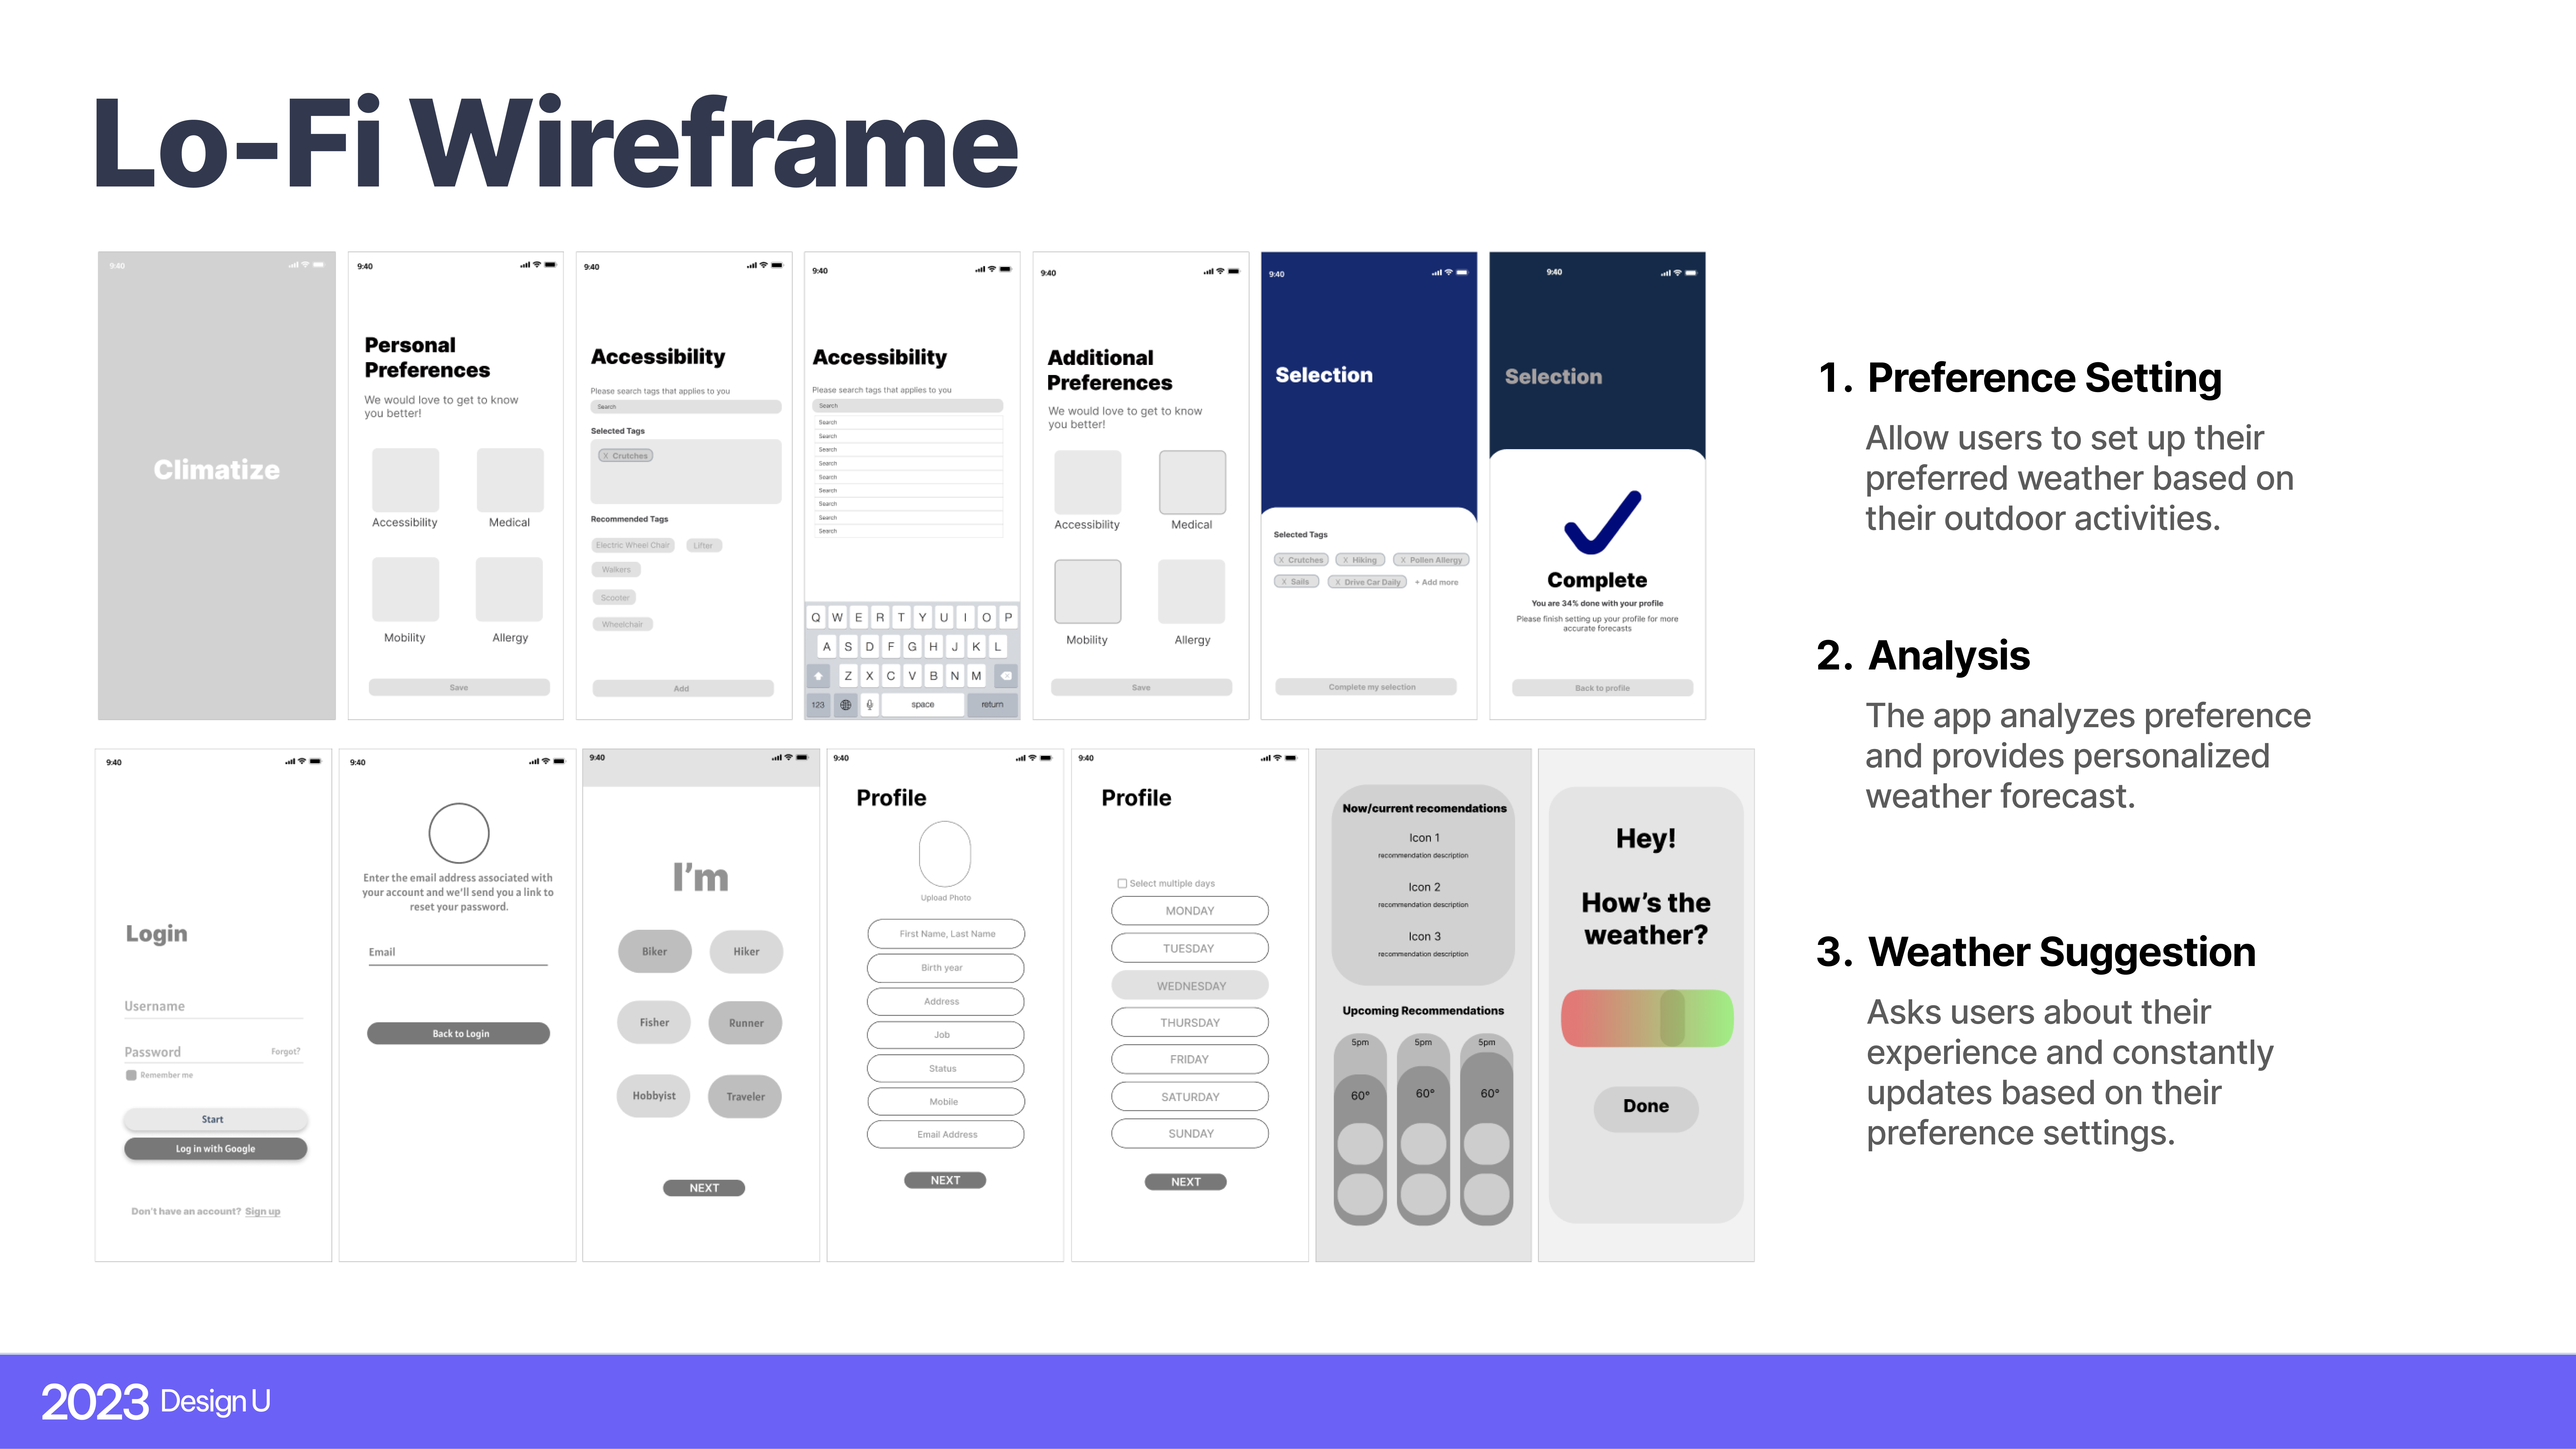 Lo-Fi Wireframe
9:40
Climatize
9:40
Personal
Preferences
We would love to get to know
you better!
Accessibility
Medical
Mobility
Allergy
Save
9:40
Accessibility
Please search tags that applies to you
Search
Selected Tags
X Crutches
Recommended Tags
Electric Wheel Chair
Lifter
Walkers
Scooter
Wheelchair
Add
9:40
Accessibility
Please search tags that applies to you
Search
Search
Search
Search
Search
Search
Search
Search
Search
Search
Q W E R T Y U I O P
A S D F G H J K L
Z X C V B N M
123
space
return
9:40
Additional
Preferences
We would love to get to know
you better!
Accessibility
Medical
Mobility
Allergy
Save
9:40
Selection
Selected Tags
X Crutches
X Hiking
X Pollen Allergy
X Sails
X Drive Car Daily
+ Add more
Complete my selection
9:40
Selection
Complete
You are 34% done with your profile
Please finish setting up your profile for more
accurate forecasts
Back to profile
9:40
Login
Username
Password
Forgot?
Remember me
Start
Log in with Google
Don't have an account? Sign up
9:40
Enter the email address associated with
your account and we'll send you a link to
reset your password.
Email
Back to Login
9:40
I'm
Biker
Hiker
Fisher
Runner
Hobbyist
Traveler
NEXT
9:40
Profile
Upload Photo
First Name, Last Name
Birth year
Address
Job
Status
Mobile
Email Address
NEXT
9:40
Profile
Select multiple days
MONDAY
TUESDAY
WEDNESDAY
THURSDAY
FRIDAY
SATURDAY
SUNDAY
NEXT
Now/current recomendations
Icon 1
recommendation description
Icon 2
recommendation description
Icon 3
recommendation description
Upcoming Recommendations
5pm
5pm
5pm
60°
60°
60°
Hey!
How's the
weather?
Done
1. Preference Setting
Allow users to set up their
preferred weather based on
their outdoor activities.
2. Analysis
The app analyzes preference
and provides personalized
weather forecast.
3. Weather Suggestion
Asks users about their
experience and constantly
updates based on their
preference settings.
2023 Design U